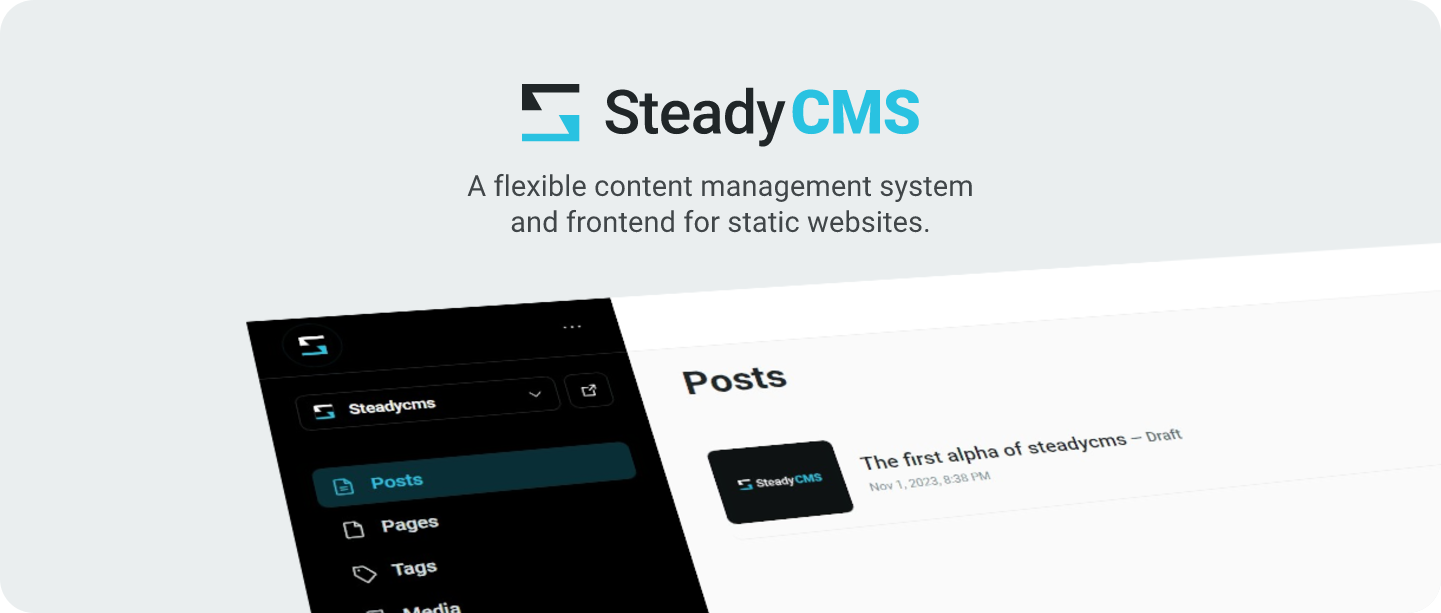 SteadyCMS
A flexible content management system
and frontend for static websites.
...
Steadycms
Posts
Pages
Tags
Media
Posts
SteadyCMS
The first alpha of steadycms – Draft
Nov 1, 2023, 8:38 PM